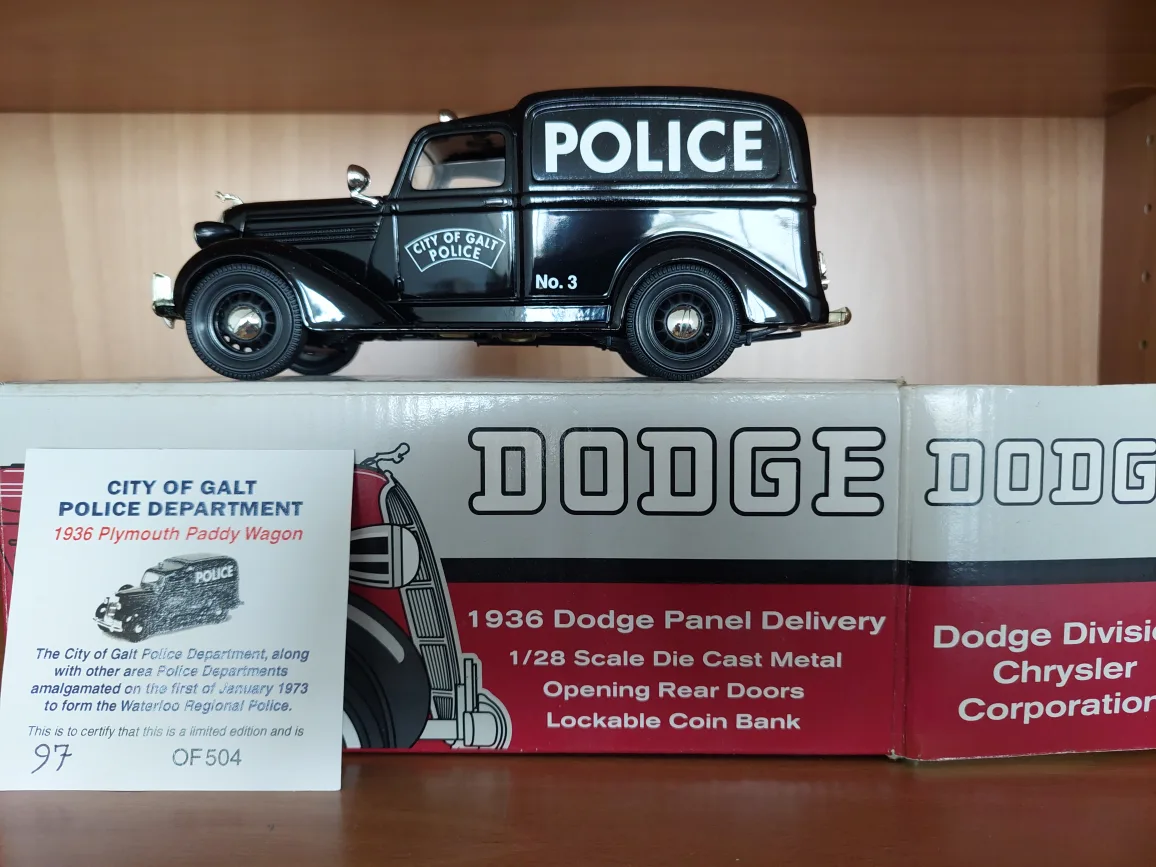 POLICE
CITY OF GALT
POLICE
No. 3
DODGE
1936 Dodge Panel Delivery
1/28 Scale Die Cast Metal
Opening Rear Doors
Lockable Coin Bank
DODG
Dodge Divisio
Chrysler
Corporation
CITY OF GALT
POLICE DEPARTMENT
1936 Plymouth Paddy Wagon
POLICE
The City of Galt Police Department, along
with other area Police Departments
amalgamated on the first of January 1973
to form the Waterloo Regional Police.
This is to certify that this is a limited edition and is
97 OF 504